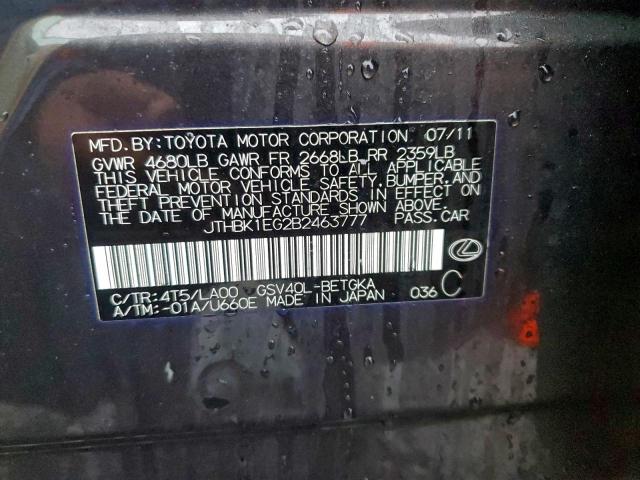 MFD.BY:TOYOTA MOTOR CORPORATION 07/11
GVWR 4680LB GAWR FR 2668LB RR 2359LB
THIS VEHICLE CONFORMS TO ALL APPLICABLE
FEDERAL MOTOR VEHICLE SAFETY,BUMPER,AND
THEFT PREVENTION STANDARDS IN EFFECT ON
THE DATE OF MANUFACTURE SHOWN ABOVE.
JTHBK1EG2B2463777 PASS.CAR
C/TR:4T5/LA00 GSV40L-BETGKA
A/TM:-01A/U660E MADE IN JAPAN 036 C